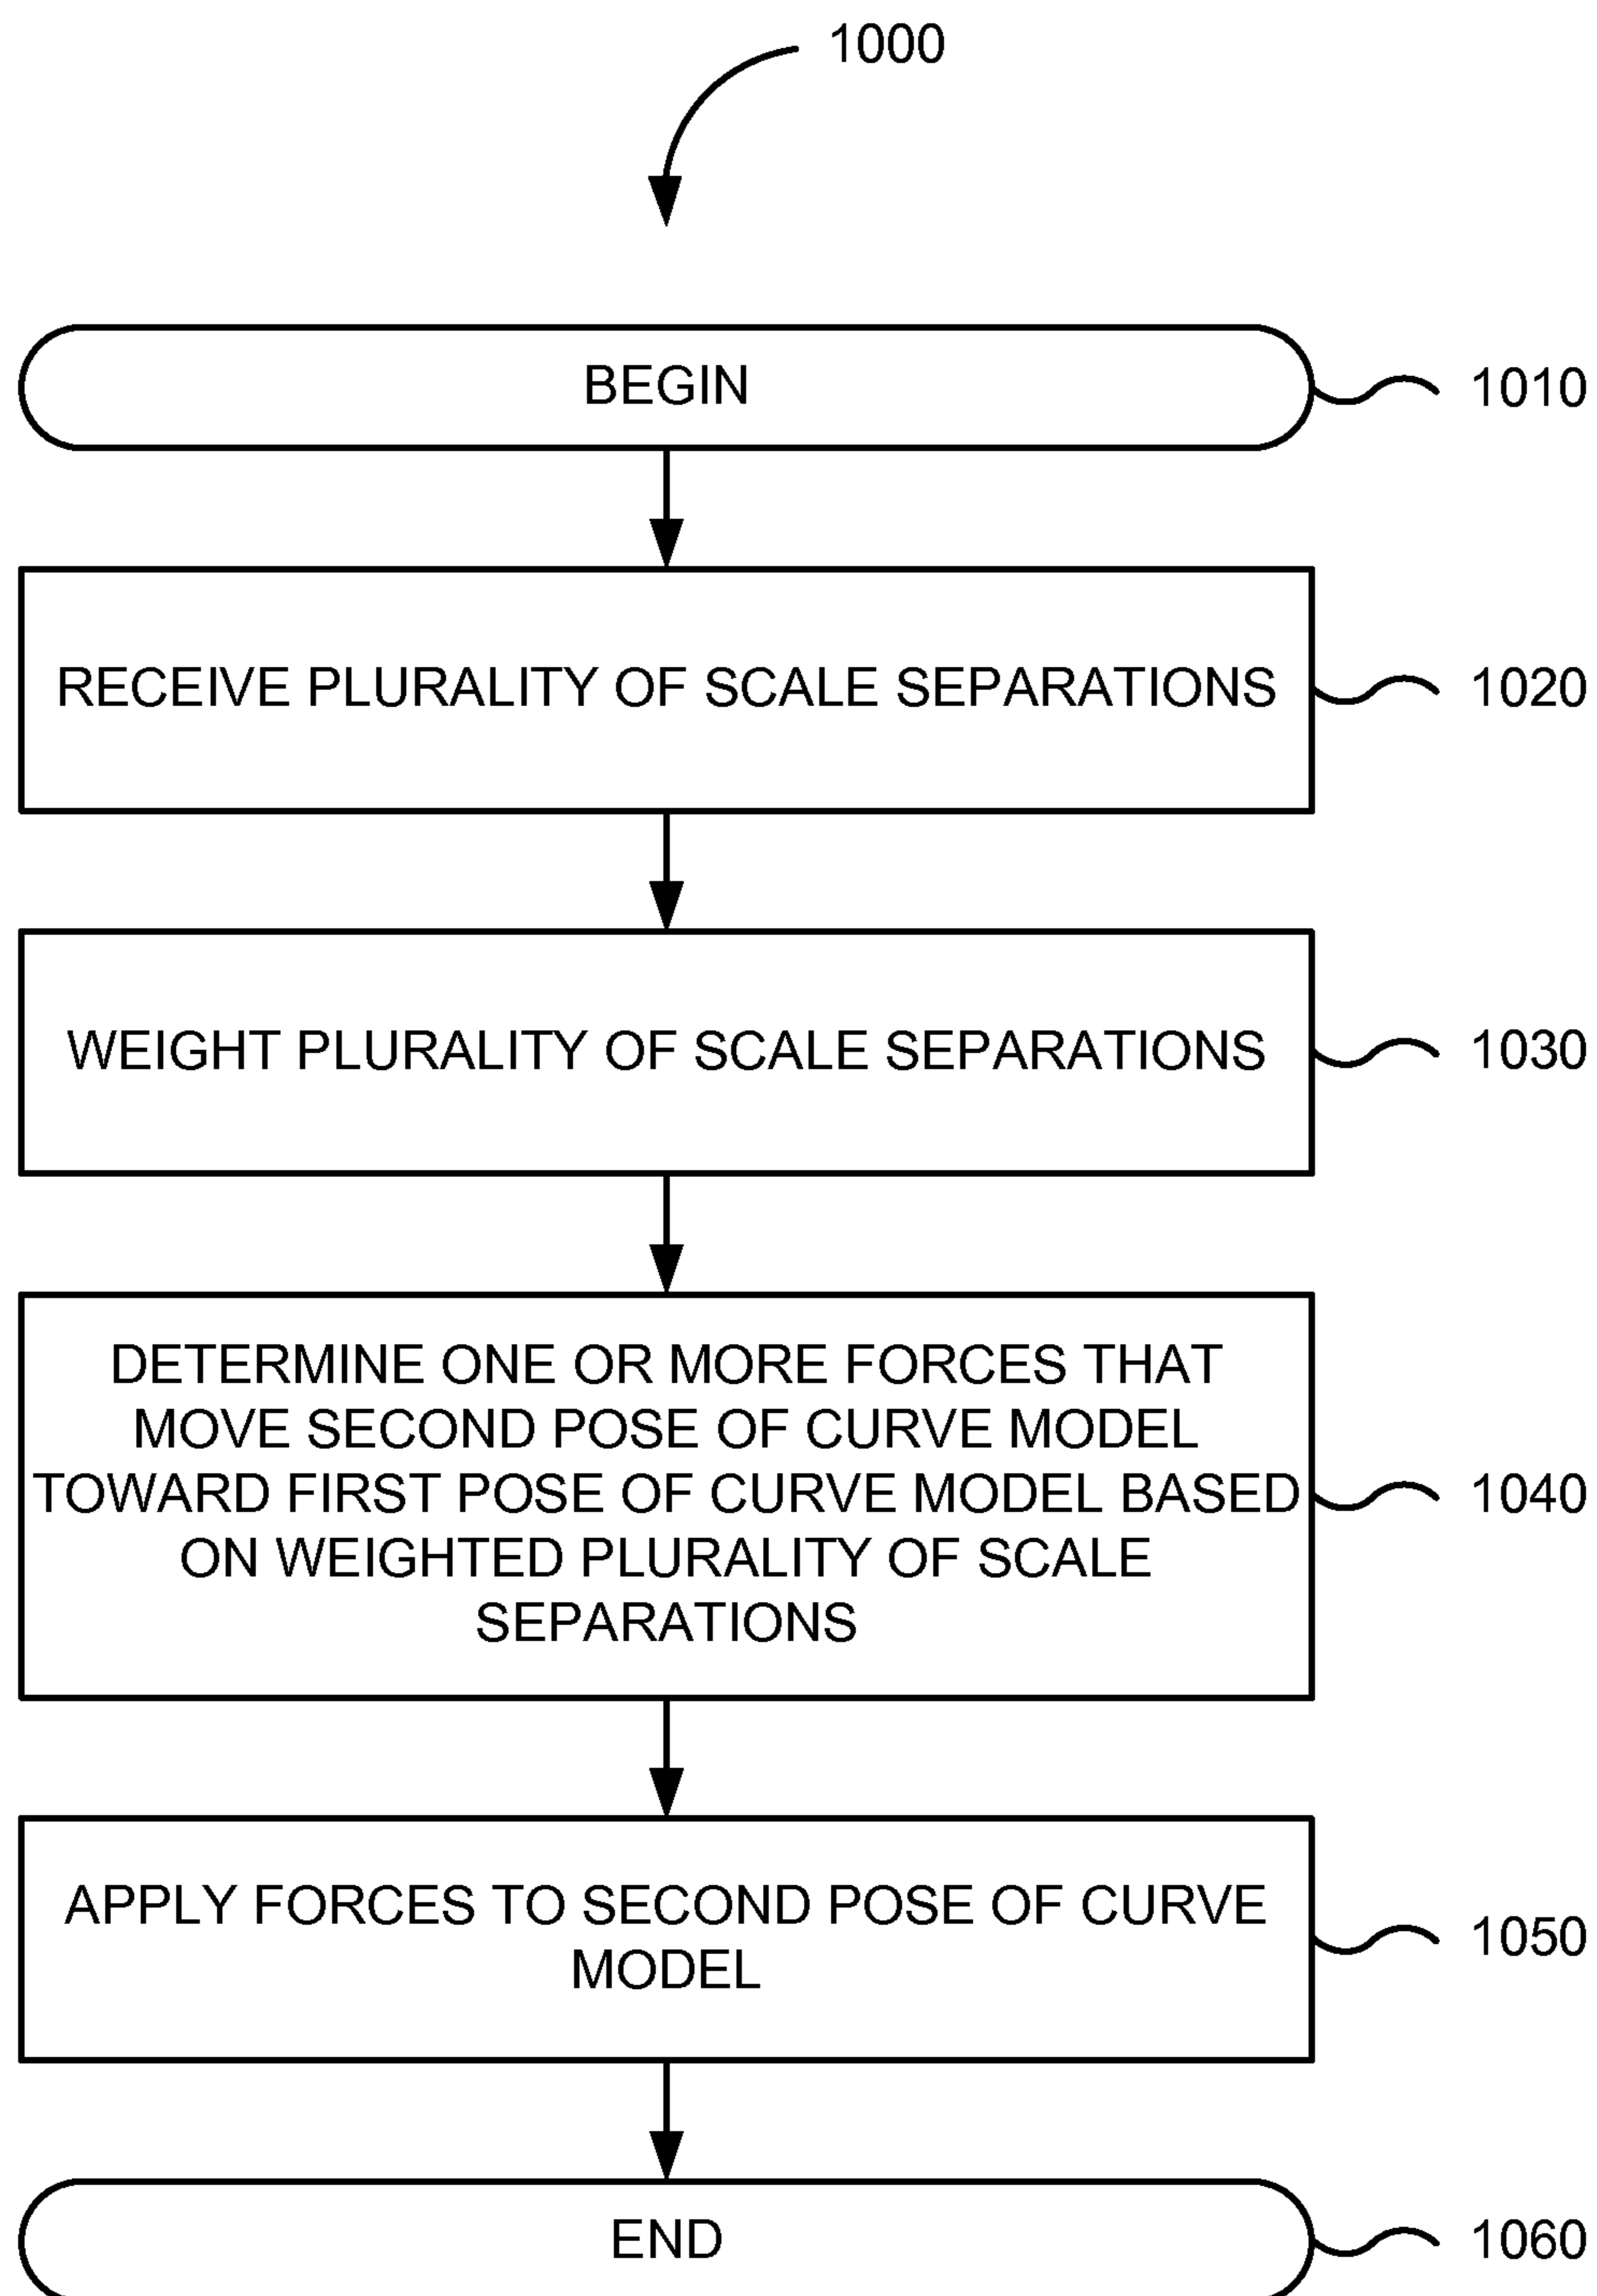 1000
BEGIN
1010
RECEIVE PLURALITY OF SCALE SEPARATIONS
1020
WEIGHT PLURALITY OF SCALE SEPARATIONS
1030
DETERMINE ONE OR MORE FORCES THAT
MOVE SECOND POSE OF CURVE MODEL
TOWARD FIRST POSE OF CURVE MODEL BASED
ON WEIGHTED PLURALITY OF SCALE
SEPARATIONS
1040
APPLY FORCES TO SECOND POSE OF CURVE
MODEL
1050
END
1060